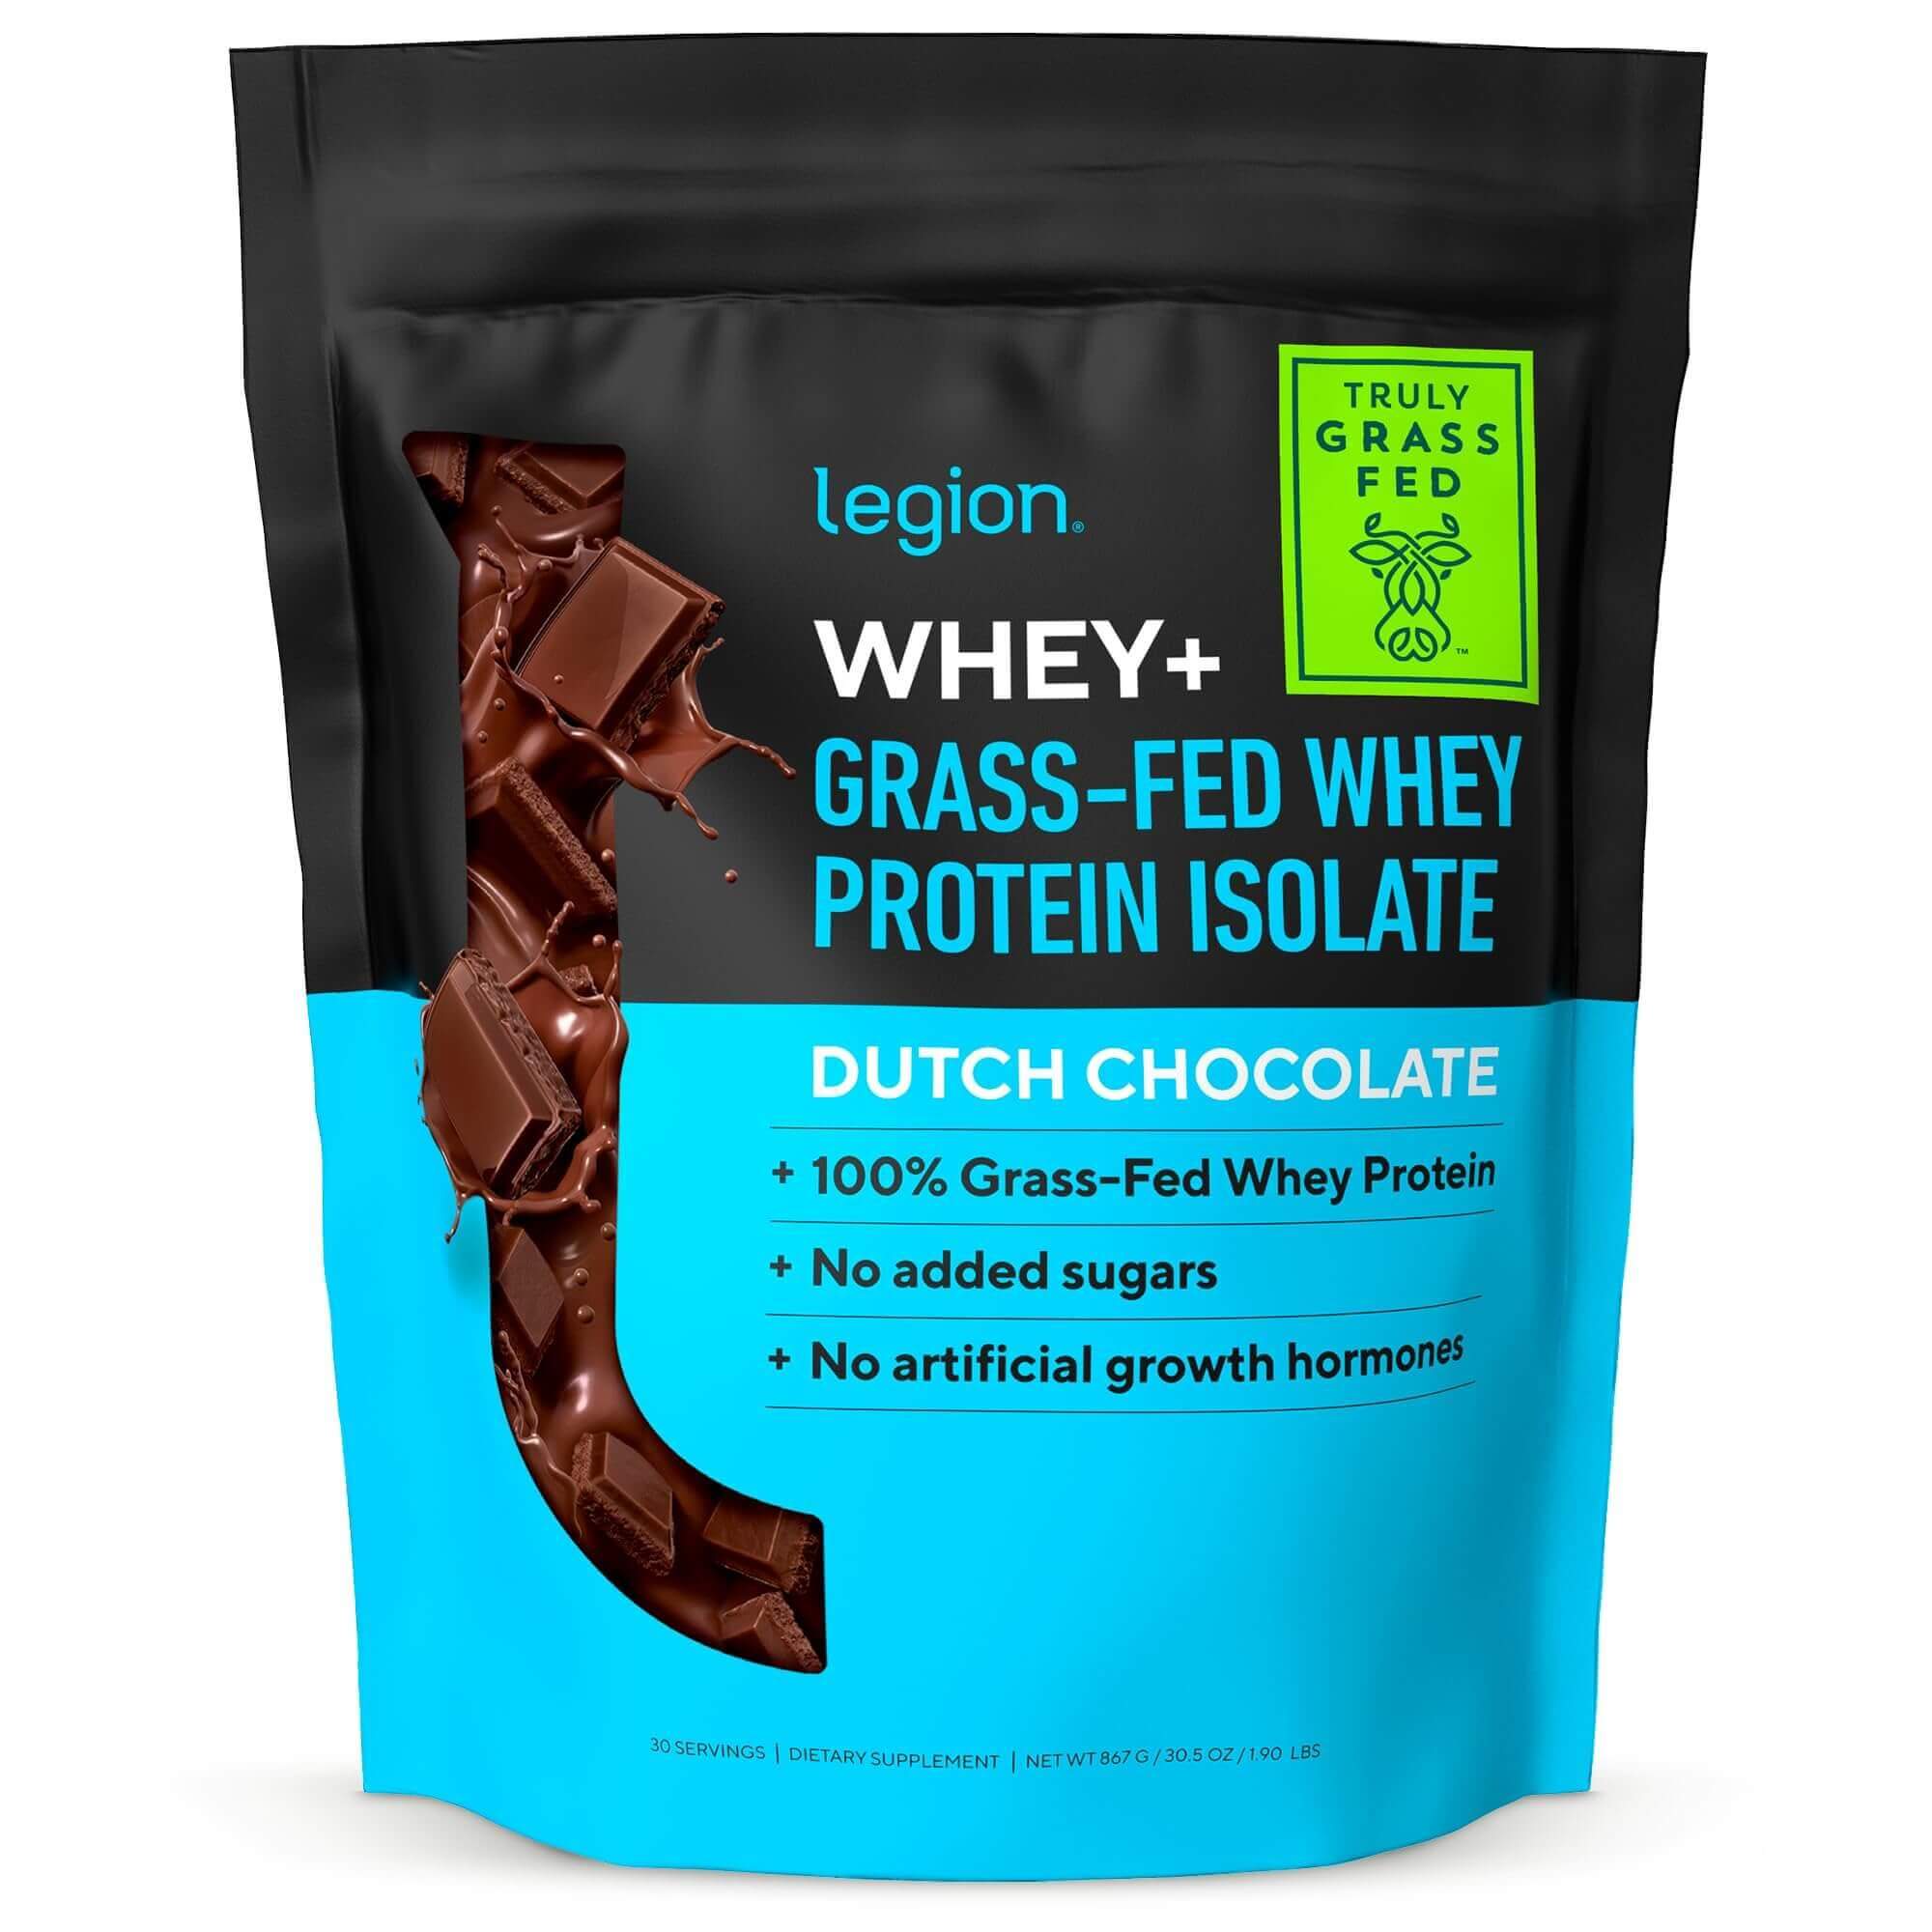 TRULY
GRASS
FED
™
legion®
WHEY+
GRASS-FED WHEY
PROTEIN ISOLATE
DUTCH CHOCOLATE
+ 100% Grass-Fed Whey Protein
+ No added sugars
+ No artificial growth hormones
30 SERVINGS | DIETARY SUPPLEMENT | NET WT 867 G / 30.5 OZ / 1.90 LBS